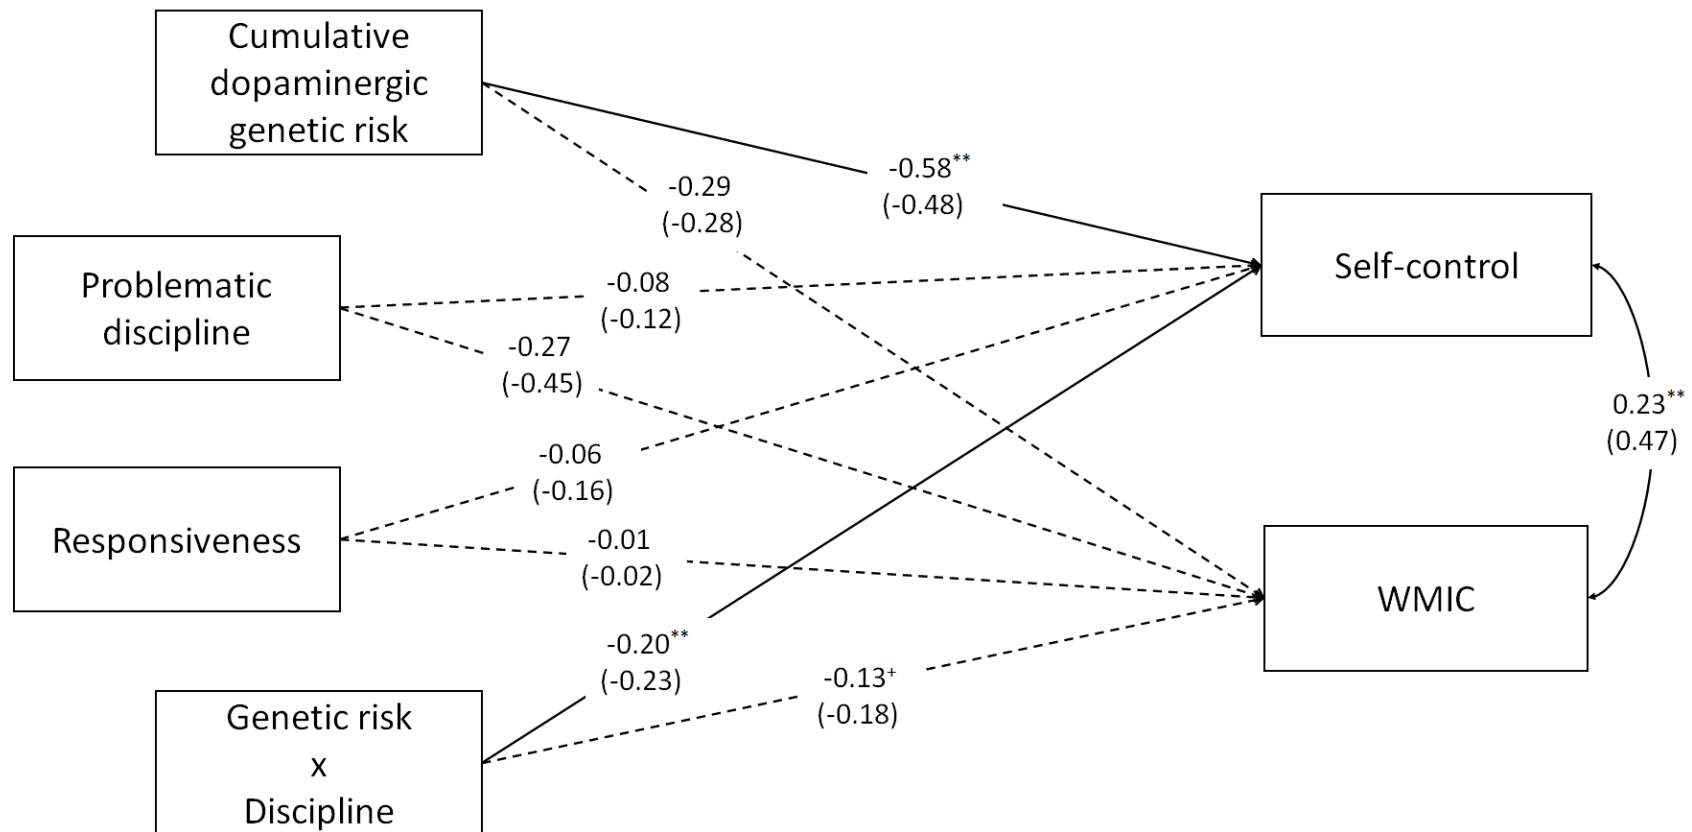 Cumulative
dopaminergic
genetic risk
-0.58**
(-0.48)
-0.29
(-0.28)
Problematic
discipline
-0.08
(-0.12)
-0.27
(-0.45)
Self-control
0.23**
(0.47)
Responsiveness
-0.06
(-0.16)
-0.01
(-0.02)
WMIC
-0.20**
(-0.23)
-0.13+
(-0.18)
Genetic risk
x
Discipline